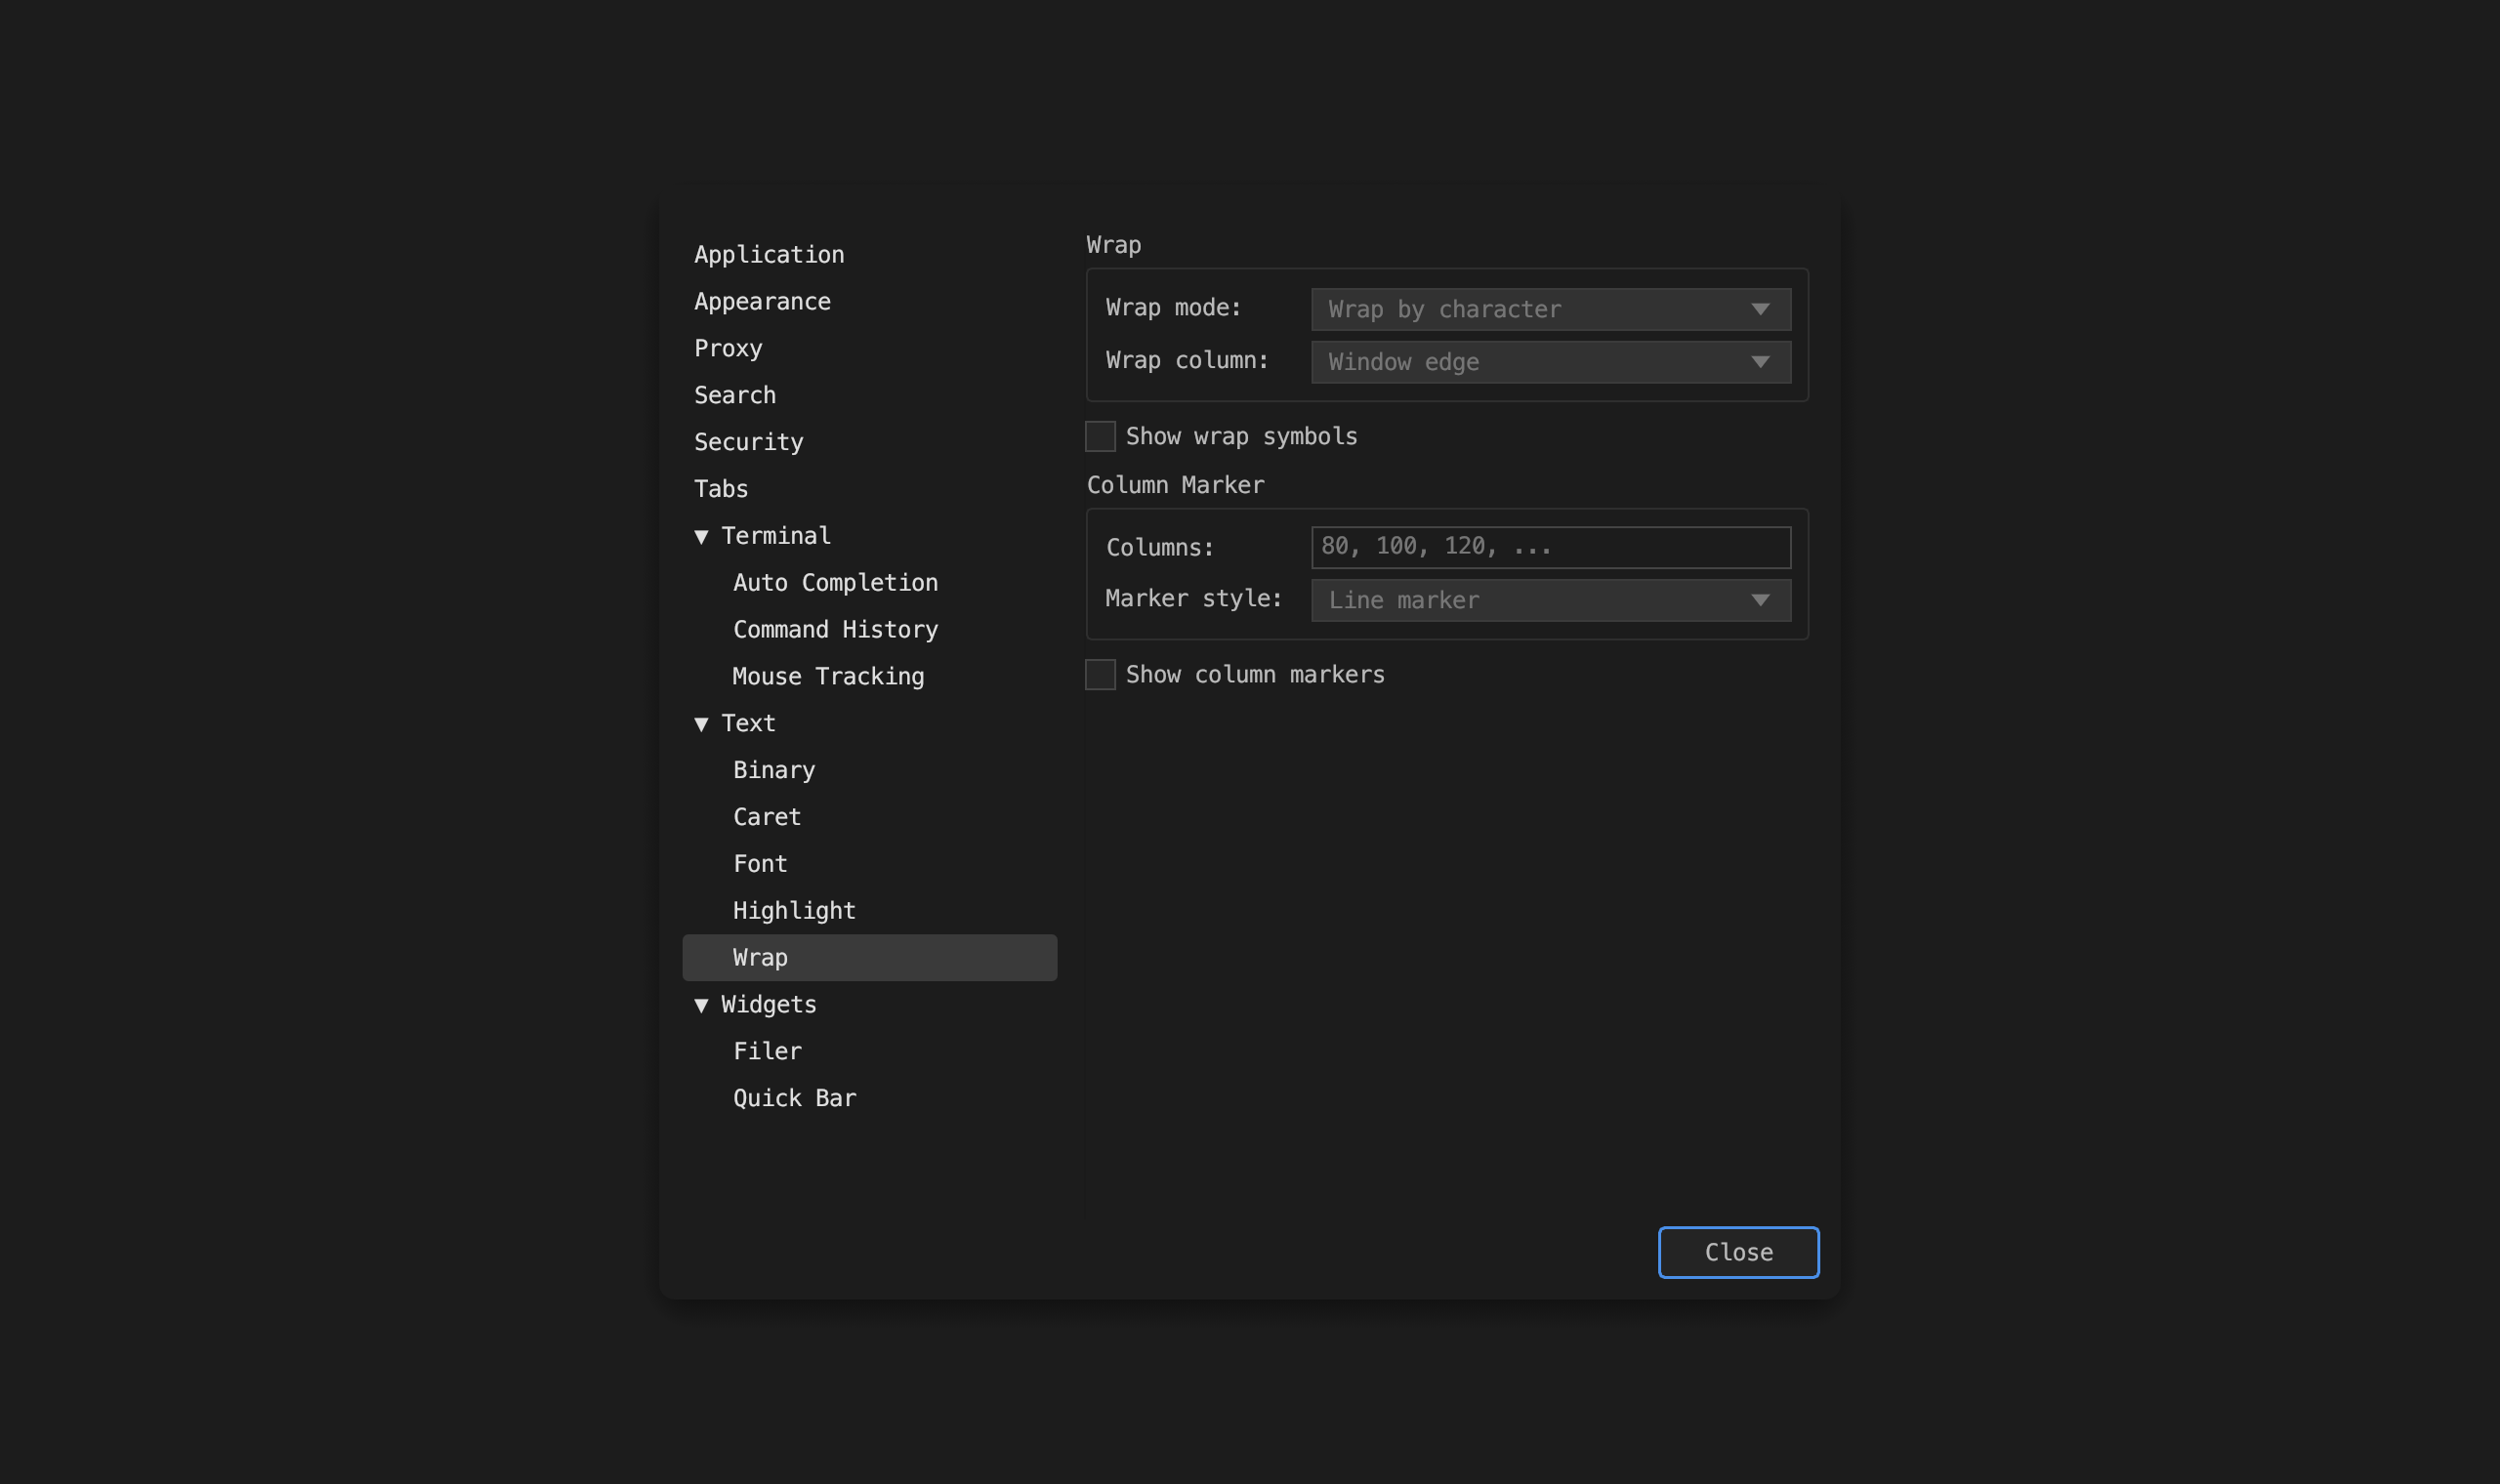 Application
Appearance
Proxy
Search
Security
Tabs
▼ Terminal
Auto Completion
Command History
Mouse Tracking
▼ Text
Binary
Caret
Font
Highlight
Wrap
▼ Widgets
Filer
Quick Bar
Wrap
Wrap mode: Wrap by character
Wrap column: Window edge
Show wrap symbols
Column Marker
Columns: 80, 100, 120, ...
Marker style: Line marker
Show column markers
Close